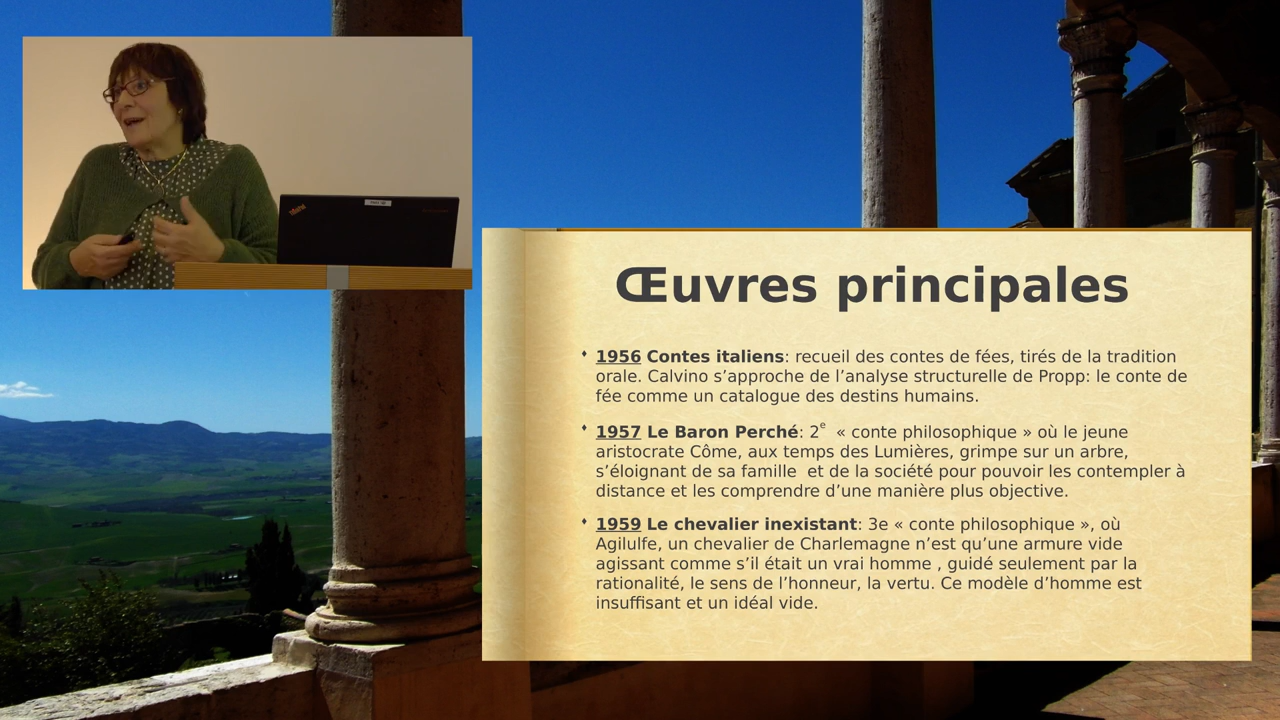 Œuvres principales
1956 Contes italiens: recueil des contes de fées, tirés de la tradition
orale. Calvino s’approche de l’analyse structurelle de Propp: le conte de
fée comme un catalogue des destins humains.
1957 Le Baron Perché: 2e « conte philosophique » où le jeune
aristocrate Côme, aux temps des Lumières, grimpe sur un arbre,
s’éloignant de sa famille et de la société pour pouvoir les contempler à
distance et les comprendre d’une manière plus objective.
1959 Le chevalier inexistant: 3e « conte philosophique », où
Agilulfe, un chevalier de Charlemagne n’est qu’une armure vide
agissant comme s’il était un vrai homme , guidé seulement par la
rationalité, le sens de l’honneur, la vertu. Ce modèle d’homme est
insuffisant et un idéal vide.